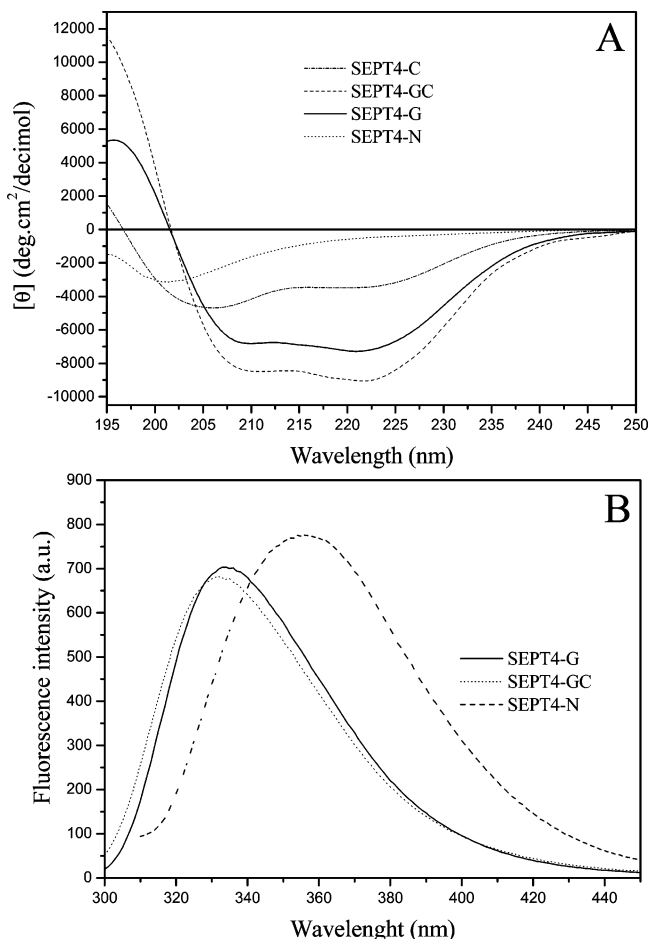 A
SEPT4-C
SEPT4-GC
SEPT4-G
SEPT4-N
12000
10000
8000
6000
4000
2000
0
-2000
-4000
-6000
-8000
-10000
[θ] (deg.cm²/decimol)
195 200 205 210 215 220 225 230 235 240 245 250
Wavelength (nm)
B
900
800
700
600
500
400
300
200
100
0
Fluorescence intensity (a.u.)
SEPT4-G
SEPT4-GC
SEPT4-N
300 320 340 360 380 400 420 440
Wavelenght (nm)